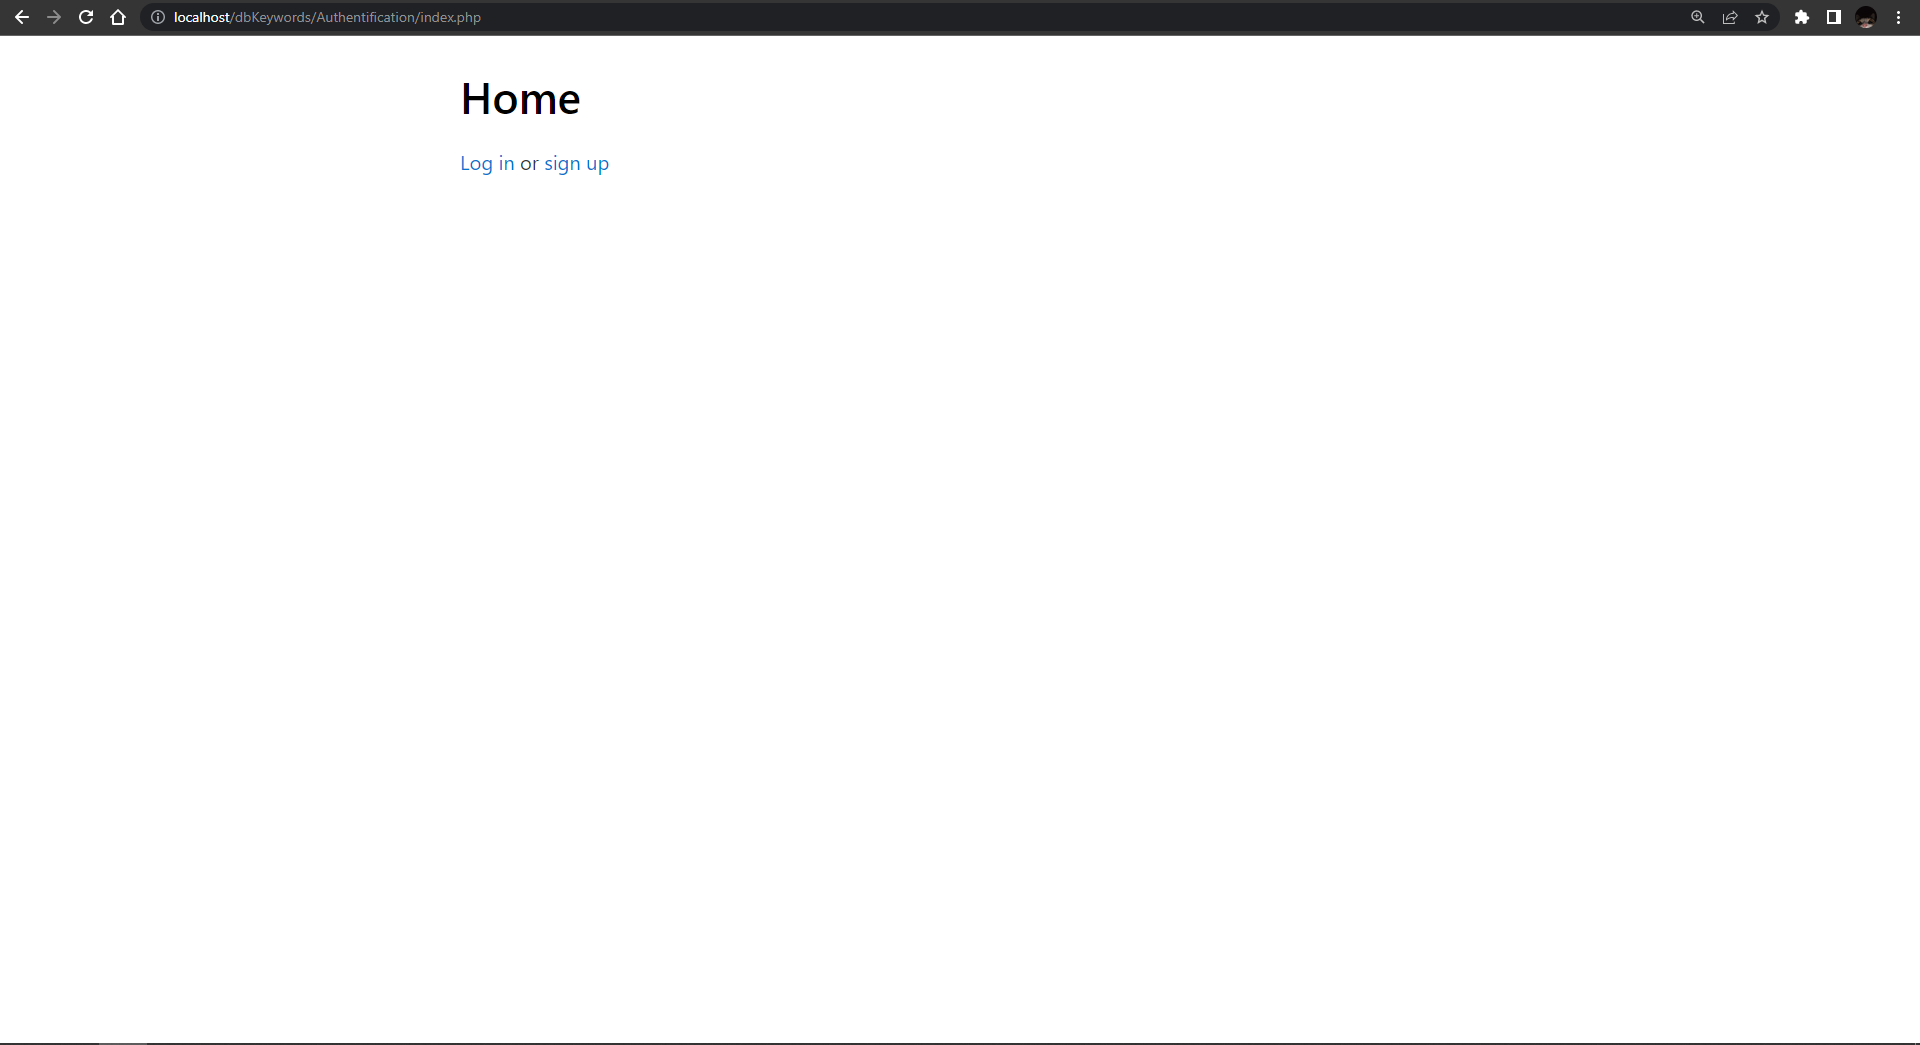 localhost/dbKeywords/Authentification/index.php
Home
Log in or sign up